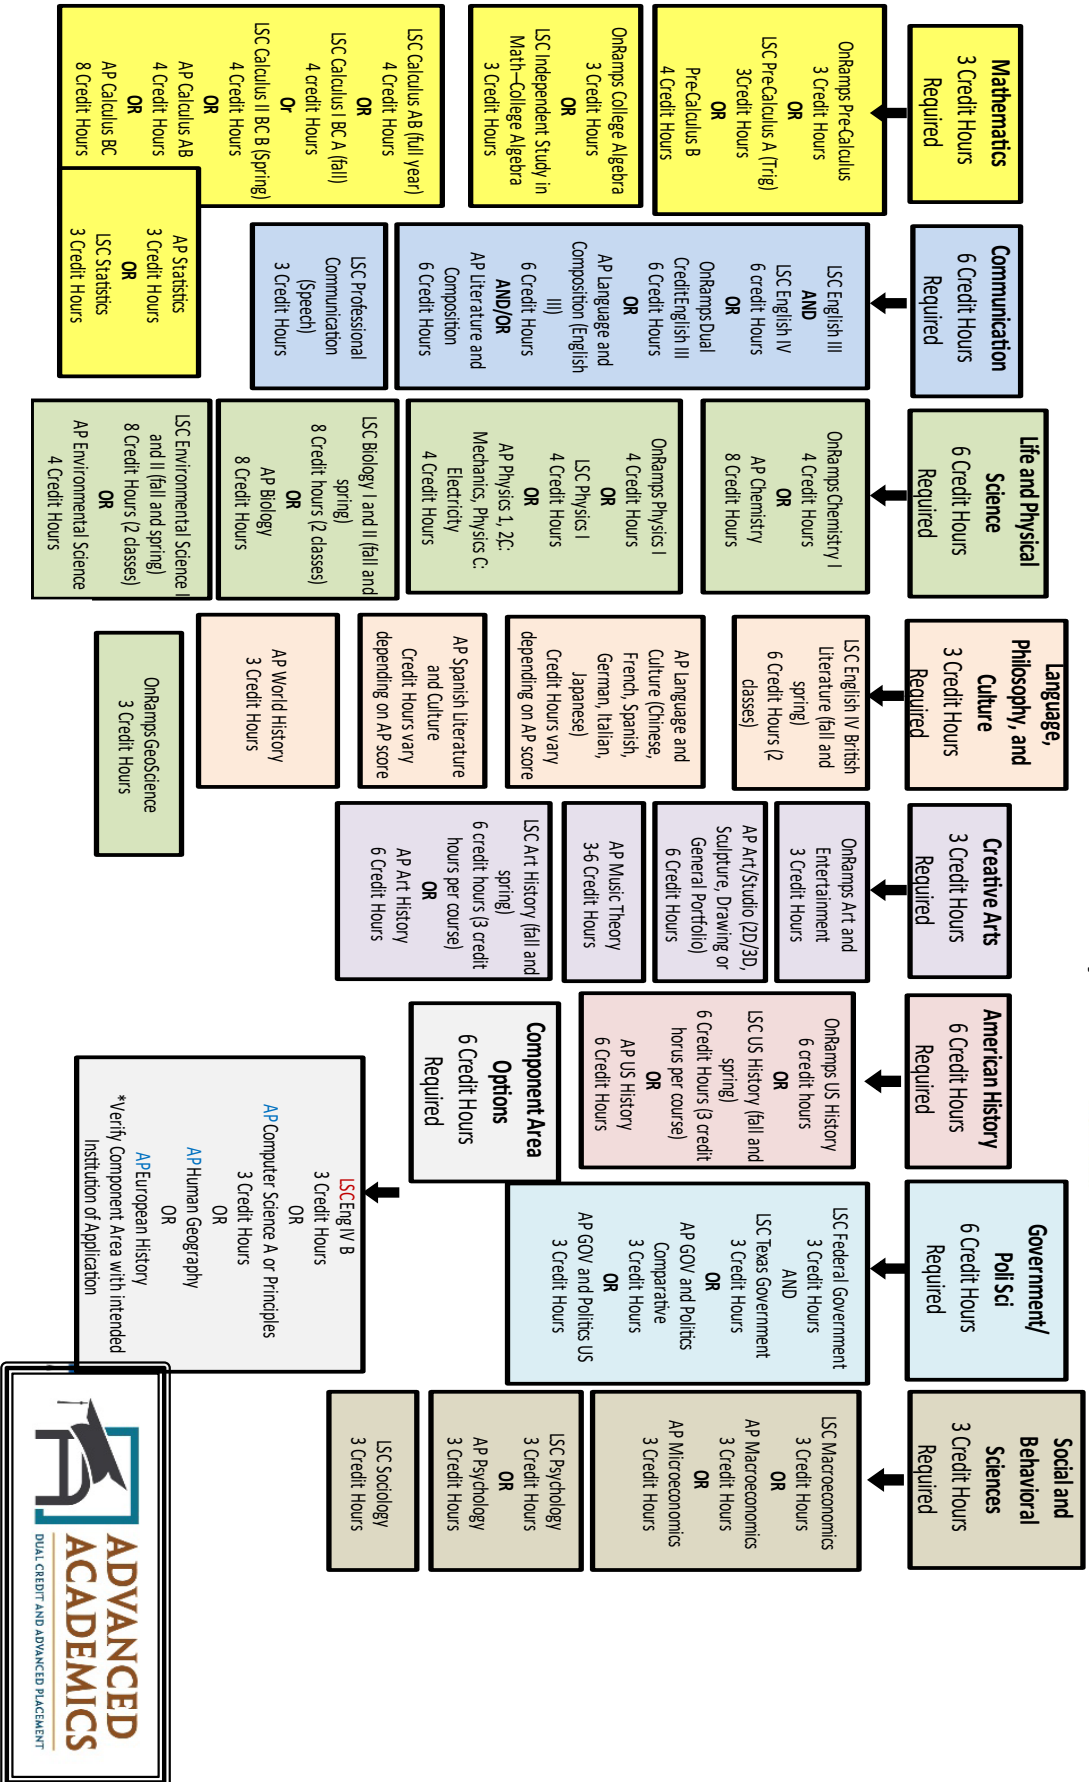 Mathematics
3 Credit Hours
Required
OnRamps Pre-Calculus
3 Credit Hours
OR
LSC Pre-Calculus A (Trig)
3Credit Hours
OR
Pre-Calculus B
4 Credit Hours
OnRamps College Algebra
3 Credit Hours
OR
LSC Independent Study in
Math—College Algebra
3 Credit Hours
LSC Calculus AB (full year)
4 Credit Hours
OR
LSC Calculus I BC A (fall)
4 credit Hours
Or
LSC Calculus II BC B (Spring)
4 Credit Hours
OR
AP Calculus AB
4 Credit Hours
OR
AP Calculus BC
8 Credit Hours
AP Statistics
3 Credit Hours
OR
LSC Statistics
3 Credit Hours
Communication
6 Credit Hours
Required
LSC English III
AND
LSC English IV
6 credit Hours
OR
OnRamps Dual
Credit English III
6 Credit Hours
OR
AP Language and
Composition (English
III)
6 Credit Hours
AND/OR
AP Literature and
Composition
6 Credit Hours
LSC Professional
Communication
(Speech)
3 Credit Hours
Life and Physical
Science
6 Credit Hours
Required
OnRamps Chemistry I
4 Credit Hours
OR
AP Chemistry
8 Credit Hours
OnRamps Physics I
4 Credit Hours
OR
LSC Physics I
4 Credit Hours
OR
AP Physics 1, 2C:
Mechanics, Physics C:
Electricity
4 Credit Hours
LSC Biology I and II (fall and
spring)
8 Credit hours (2 classes)
OR
AP Biology
8 Credit Hours
LSC Environmental Science I
and II (fall and spring)
8 Credit Hours (2 classes)
OR
AP Environmental Science
4 Credit Hours
Language,
Philosophy, and
Culture
3 Credit Hours
Required
LSC English IV British
Literature (fall and
spring)
6 Credit Hours (2
classes)
AP Language and
Culture (Chinese,
French, Spanish,
German, Italian,
Japanese)
Credit Hours vary
depending on AP score
AP Spanish Literature
and Culture
Credit Hours vary
depending on AP score
AP World History
3 Credit Hours
OnRamps GeoScience
3 Credit Hours
Creative Arts
3 Credit Hours
Required
OnRamps Art and
Entertainment
3 Credit Hours
AP Art/Studio (2D/3D,
Sculpture, Drawing or
General Portfolio)
6 Credit Hours
AP Music Theory
3-6 Credit Hours
LSC Art History (fall and
spring)
6 credit hours (3 credit
hours per course)
OR
AP Art History
6 Credit Hours
American History
6 Credit Hours
Required
OnRamps US History
6 credit hours
OR
LSC US History (fall and
spring)
6 Credit Hours (3 credit
horus per course)
OR
AP US History
6 Credit Hours
Component Area
Options
6 Credit Hours
Required
LSC Eng IV B
3 Credit Hours
OR
AP Computer Science A or Principles
3 Credit Hours
OR
AP Human Geography
OR
AP European History
*Verify Component Area with intended
Institution of Application
Government/
Poli Sci
6 Credit Hours
Required
LSC Federal Government
3 Credit Hours
AND
LSC Texas Government
3 Credit Hours
OR
AP GOV and Politics
Comparative
3 Credit Hours
OR
AP GOV and Politics US
3 Credit Hours
Social and
Behavioral
Sciences
3 Credit Hours
Required
LSC Macroeconomics
3 Credit Hours
OR
AP Macroeconomics
3 Credit Hours
OR
AP Microeconomics
3 Credit Hours
LSC Psychology
3 Credit Hours
OR
AP Psychology
3 Credit Hours
LSC Sociology
3 Credit Hours
ADVANCED
ACADEMICS
DUAL CREDIT AND ADVANCED PLACEMENT